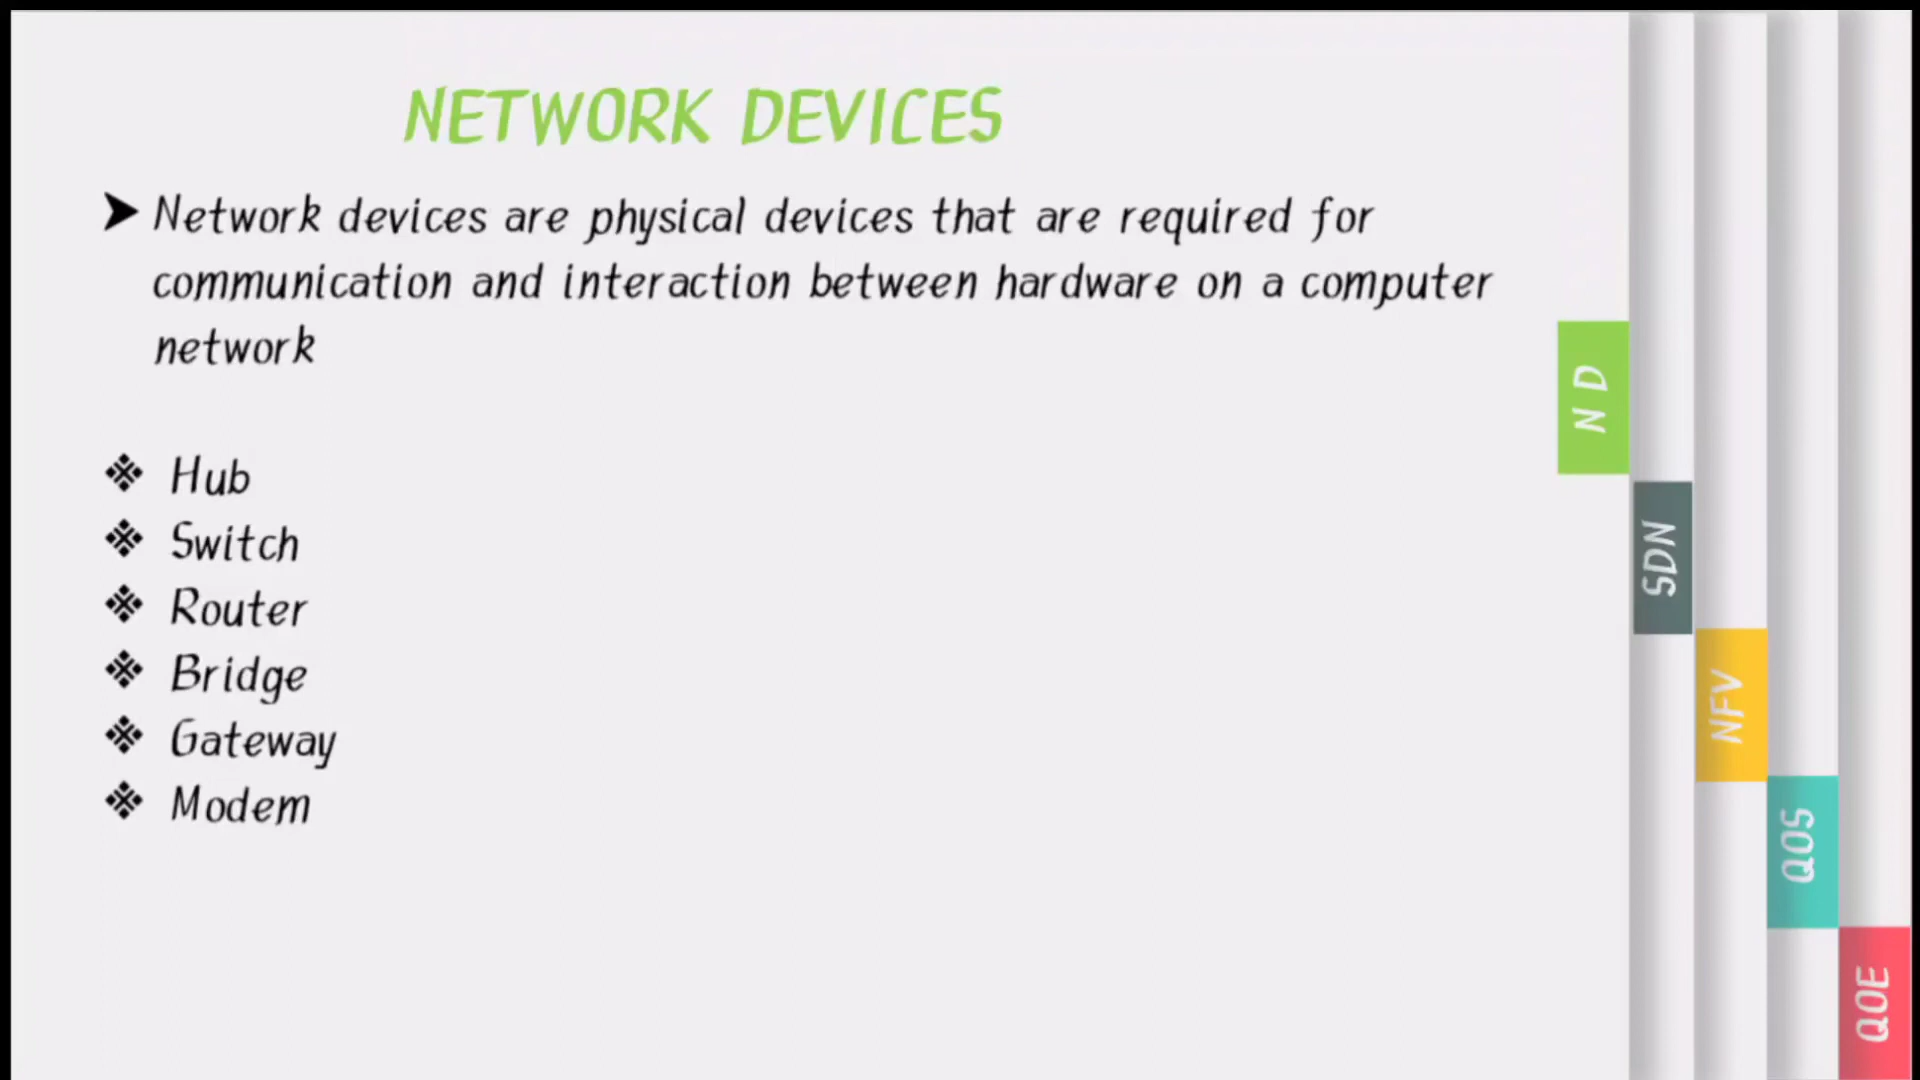 NETWORK DEVICES
➤ Network devices are physical devices that are required for
communication and interaction between hardware on a computer
network
❖ Hub
❖ Switch
❖ Router
❖ Bridge
❖ Gateway
❖ Modem
N D
SDN
NFV
QOS
QOE